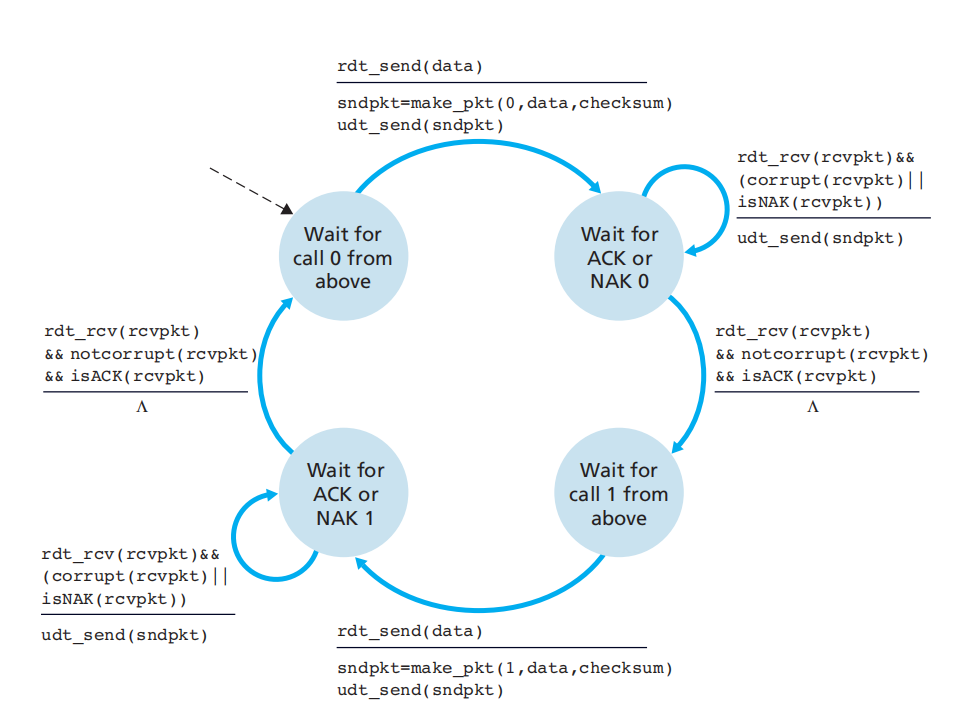 rdt_send(data)
sndpkt=make_pkt(0,data,checksum)
udt_send(sndpkt)
rdt_rcv(rcvpkt)&&
(corrupt(rcvpkt)||
isNAK(rcvpkt))
udt_send(sndpkt)
Wait for
call 0 from
above
Wait for
ACK or
NAK 0
rdt_rcv(rcvpkt)
&& notcorrupt(rcvpkt)
&& isACK(rcvpkt)
Λ
rdt_rcv(rcvpkt)
&& notcorrupt(rcvpkt)
&& isACK(rcvpkt)
Λ
Wait for
ACK or
NAK 1
Wait for
call 1 from
above
rdt_rcv(rcvpkt)&&
(corrupt(rcvpkt)||
isNAK(rcvpkt))
udt_send(sndpkt)
rdt_send(data)
sndpkt=make_pkt(1,data,checksum)
udt_send(sndpkt)